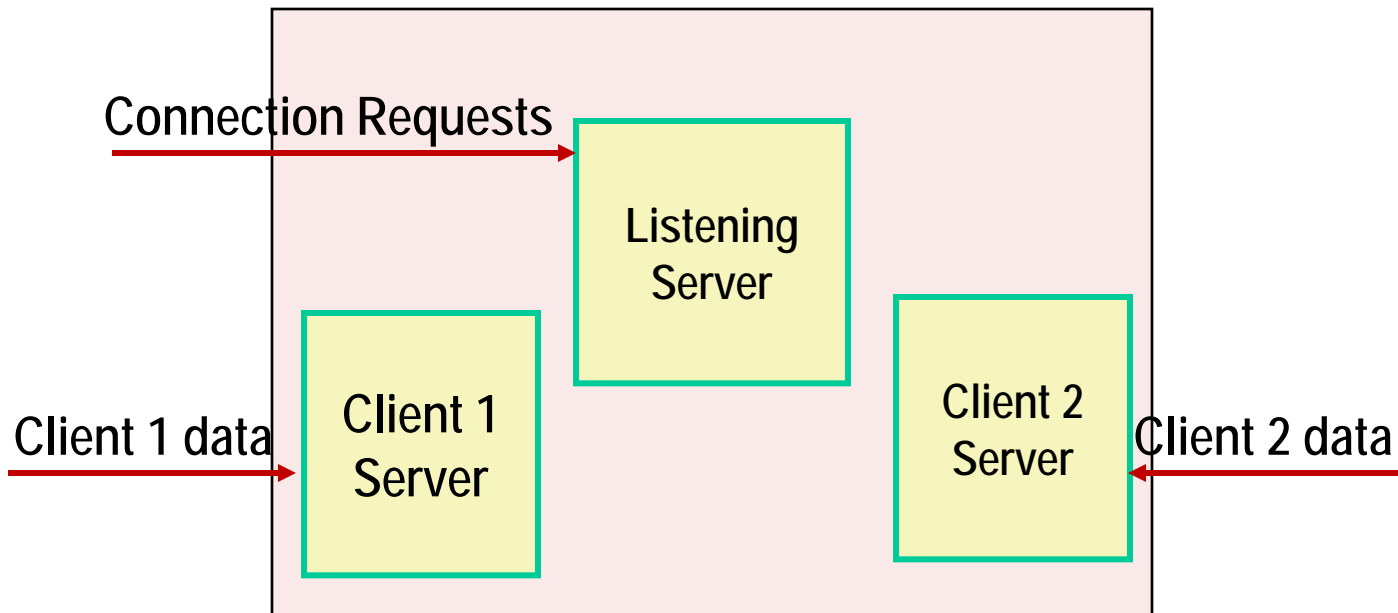 Connection Requests
Listening
Server
Client 1 data
Client 1
Server
Client 2
Server
Client 2 data